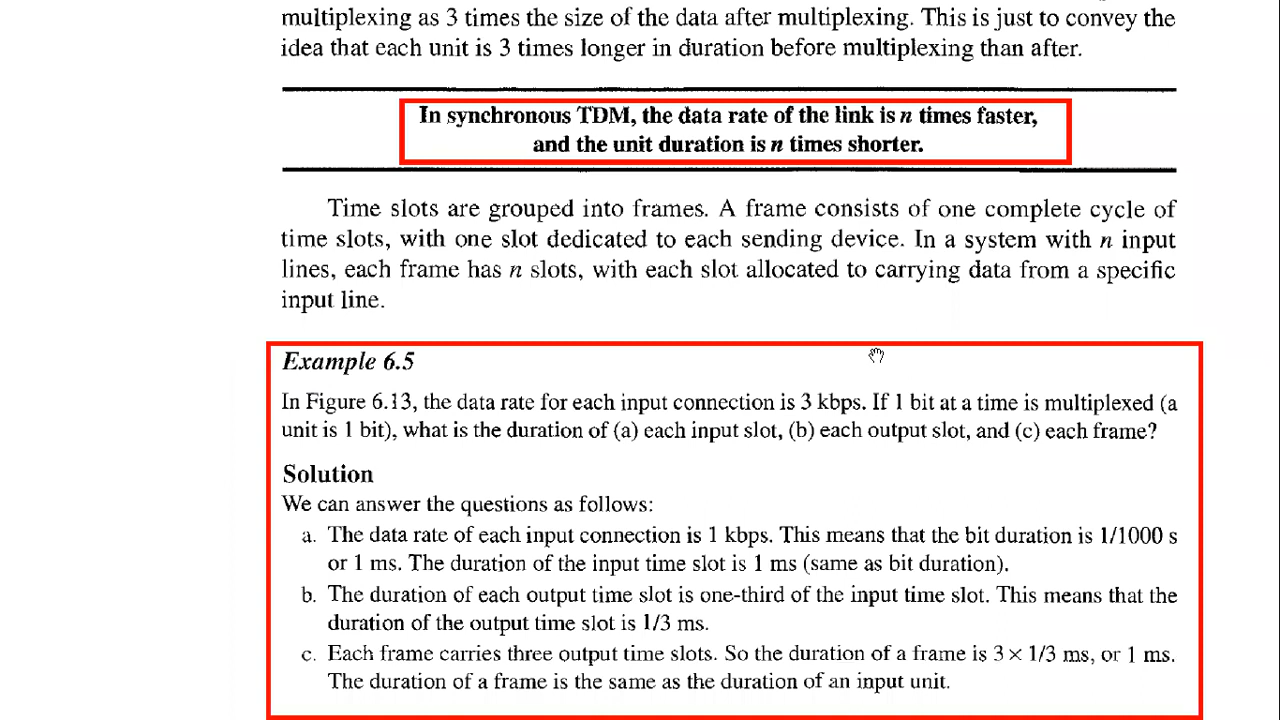 multiplexing as 3 times the size of the data after multiplexing. This is just to convey the
idea that each unit is 3 times longer in duration before multiplexing than after.
In synchronous TDM, the data rate of the link is n times faster,
and the unit duration is n times shorter.
Time slots are grouped into frames. A frame consists of one complete cycle of
time slots, with one slot dedicated to each sending device. In a system with n input
lines, each frame has n slots, with each slot allocated to carrying data from a specific
input line.
Example 6.5
In Figure 6.13, the data rate for each input connection is 3 kbps. If 1 bit at a time is multiplexed (a
unit is 1 bit), what is the duration of (a) each input slot, (b) each output slot, and (c) each frame?
Solution
We can answer the questions as follows:
a. The data rate of each input connection is 1 kbps. This means that the bit duration is 1/1000 s
or 1 ms. The duration of the input time slot is 1 ms (same as bit duration).
b. The duration of each output time slot is one-third of the input time slot. This means that the
duration of the output time slot is 1/3 ms.
c. Each frame carries three output time slots. So the duration of a frame is 3 × 1/3 ms, or 1 ms.
The duration of a frame is the same as the duration of an input unit.